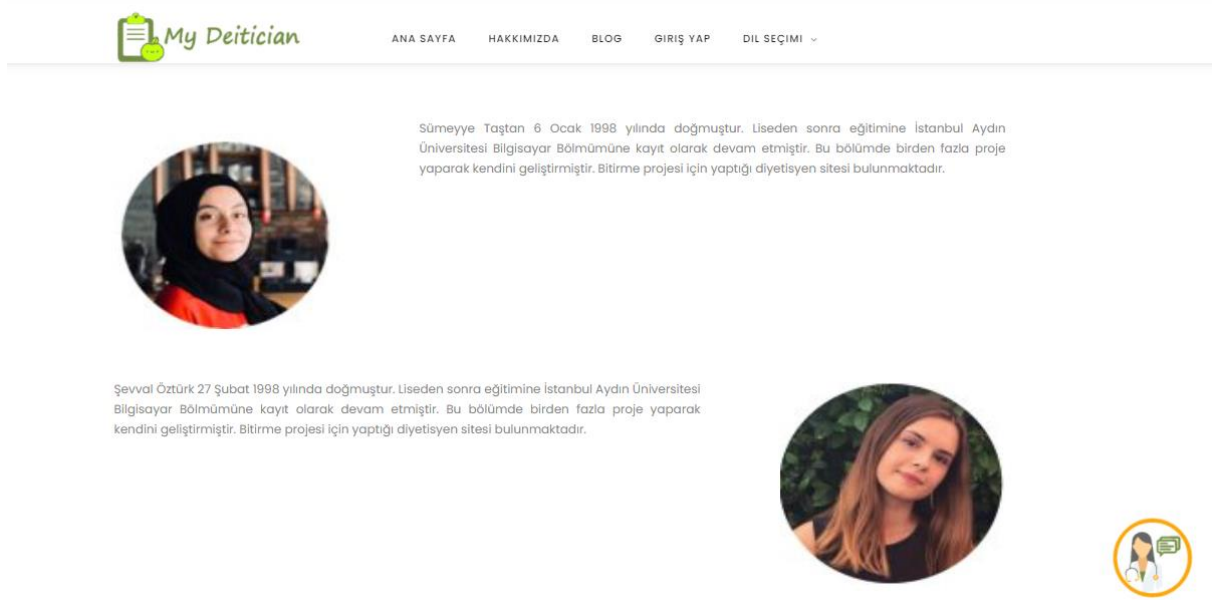 My Deitician
ANA SAYFA HAKKIMIZDA BLOG GIRIŞ YAP DIL SEÇIMI
Sümeyye Taştan 6 Ocak 1998 yılında doğmuştur. Liseden sonra eğitimine İstanbul Aydın
Üniversitesi Bilgisayar Bölmümüne kayıt olarak devam etmiştir. Bu bölümde birden fazla proje
yaparak kendini geliştirmiştir. Bitirme projesi için yaptığı diyetisyen sitesi bulunmaktadır.
Şevval Öztürk 27 Şubat 1998 yılında doğmuştur. Liseden sonra eğitimine İstanbul Aydın Üniversitesi
Bilgisayar Bölmümüne kayıt olarak devam etmiştir. Bu bölümde birden fazla proje yaparak
kendini geliştirmiştir. Bitirme projesi için yaptığı diyetisyen sitesi bulunmaktadır.